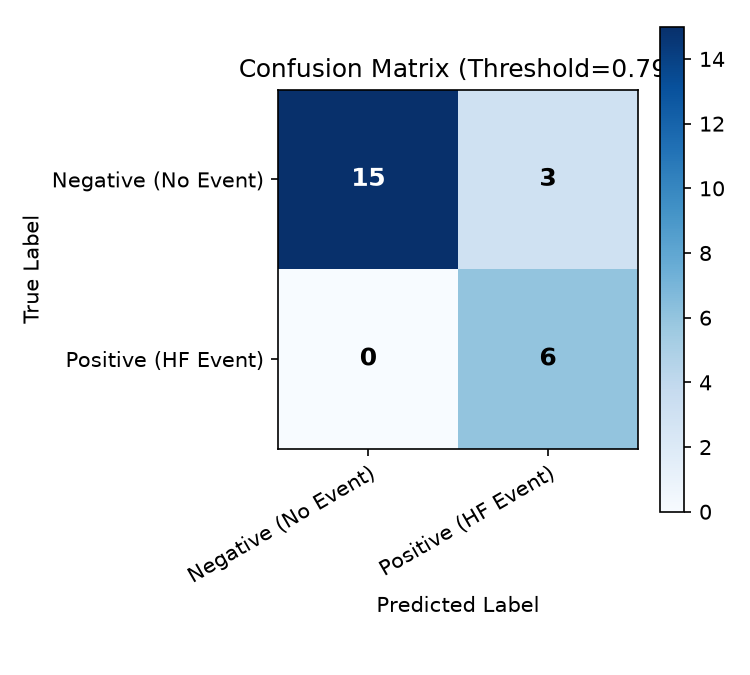 Confusion Matrix (Threshold=0.79
Negative (No Event)
Positive (HF Event)
True Label
15
3
0
6
Negative (No Event)
Positive (HF Event)
Predicted Label
14
12
10
8
6
4
2
0